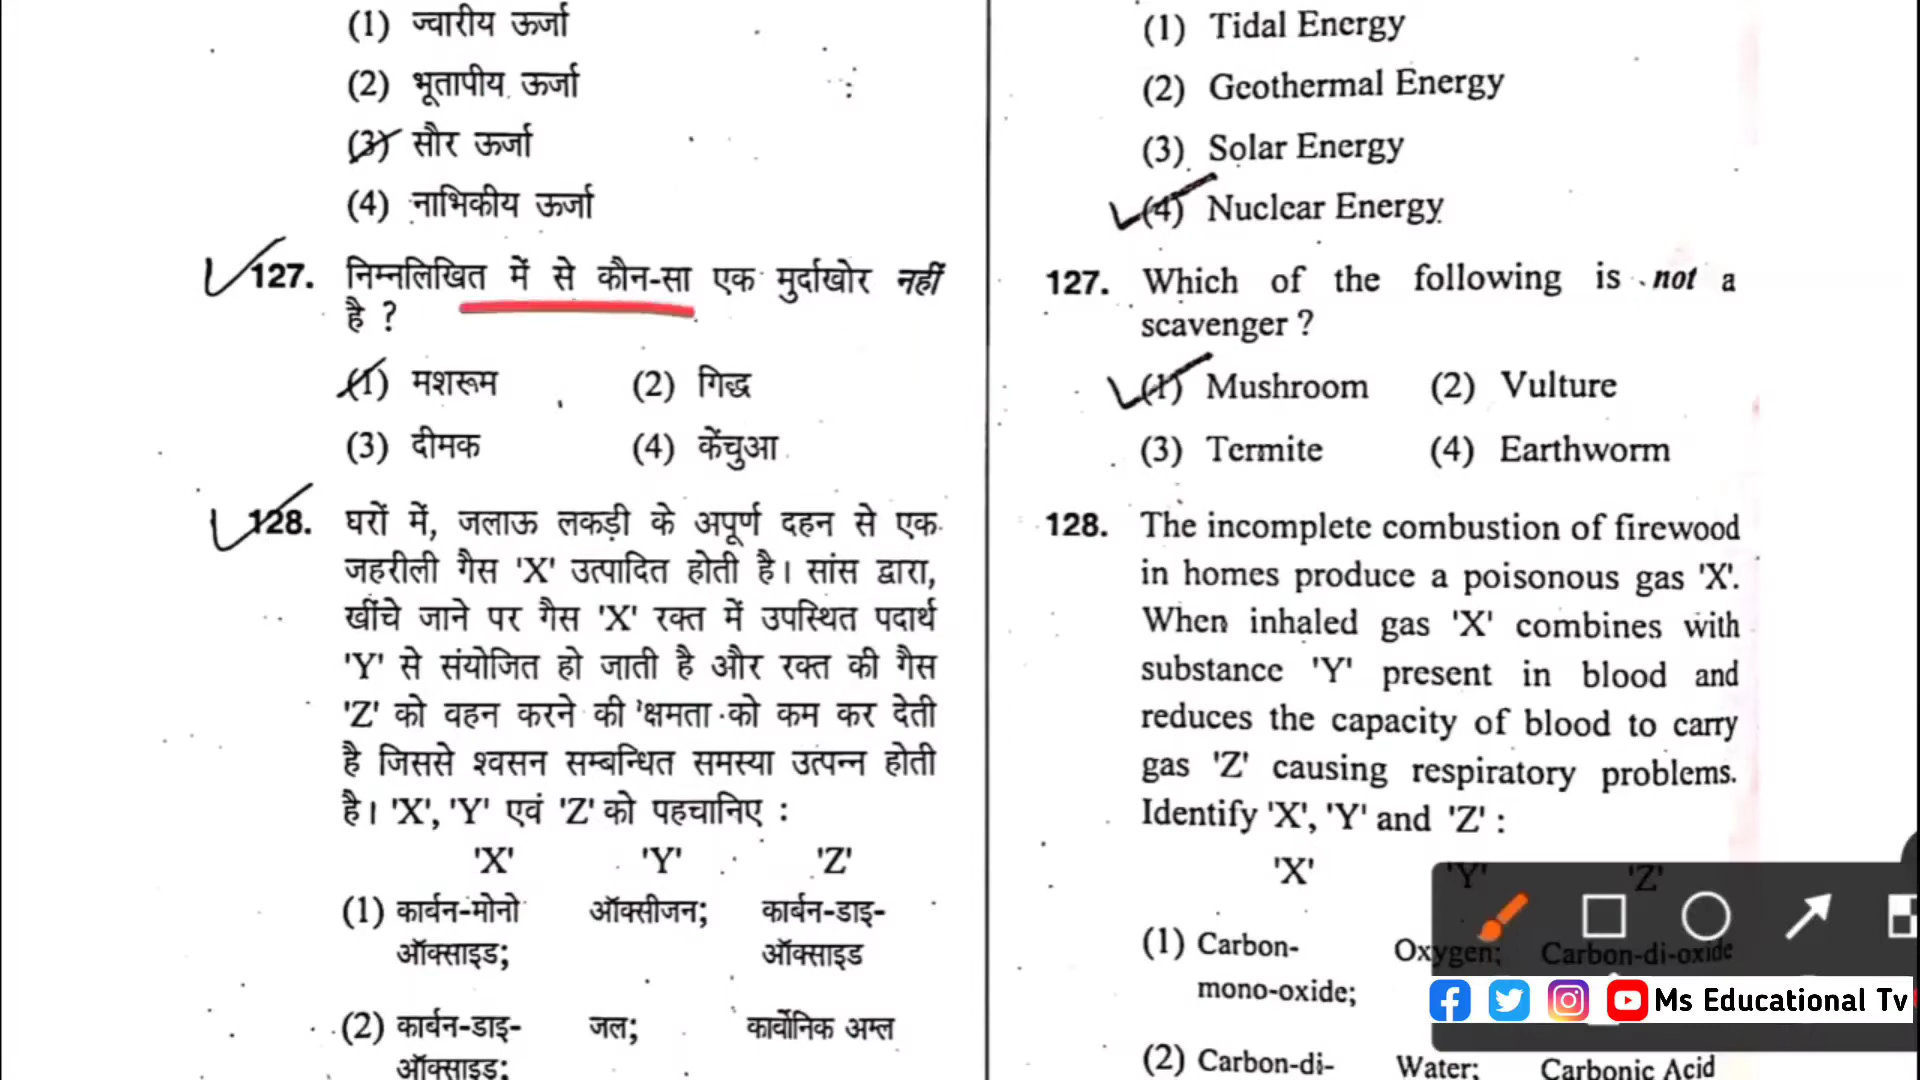 (1) ज्वारीय ऊर्जा
(2) भूतापीय ऊर्जा
(3) सौर ऊर्जा
(4) नाभिकीय ऊर्जा
127. निम्नलिखित में से कौन-सा एक मुर्दाखोर नहीं
है ?
(1) मशरूम (2) गिद्ध
(3) दीमक (4) केंचुआ
128. घरों में, जलाऊ लकड़ी के अपूर्ण दहन से एक
जहरीली गैस 'X' उत्पादित होती है। सांस द्वारा,
खींचे जाने पर गैस 'X' रक्त में उपस्थित पदार्थ
'Y' से संयोजित हो जाती है और रक्त की गैस
'Z' को वहन करने की क्षमता को कम कर देती
है जिससे श्वसन सम्बन्धित समस्या उत्पन्न होती
है। 'X', 'Y' एवं 'Z' को पहचानिए :
'X' 'Y' 'Z'
(1) कार्बन-मोनो ऑक्सीजन; कार्बन-डाइ-
ऑक्साइड; ऑक्साइड
(2) कार्बन-डाइ- जल; कार्वोनिक अम्ल
ऑक्साइड;
(1) Tidal Energy
(2) Geothermal Energy
(3) Solar Energy
(4) Nuclear Energy
127. Which of the following is not a
scavenger ?
(1) Mushroom (2) Vulture
(3) Termite (4) Earthworm
128. The incomplete combustion of firewood
in homes produce a poisonous gas 'X'.
When inhaled gas 'X' combines with
substance 'Y' present in blood and
reduces the capacity of blood to carry
gas 'Z' causing respiratory problems.
Identify 'X', 'Y' and 'Z' :
'X' 'Y' 'Z'
(1) Carbon- Oxygen; Carbon-di-oxide
mono-oxide;
(2) Carbon-di- Water; Carbonic Acid
Ms Educational Tv